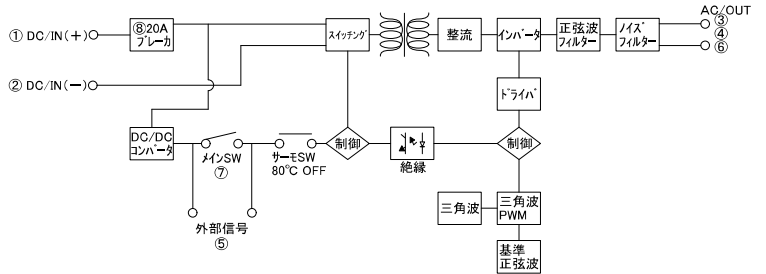 AC/OUT
① DC/IN(+)
⑧20A
ブレーカ
スイッチング
整流
インバータ
正弦波
フィルター
ノイズ
フィルター
③
④
⑥
② DC/IN(-)
ドライバ
DC/DC
コンバータ
メインSW
⑦
サーモSW
80℃ OFF
制御
絶縁
制御
外部信号
⑤
三角波
三角波
PWM
基準
正弦波